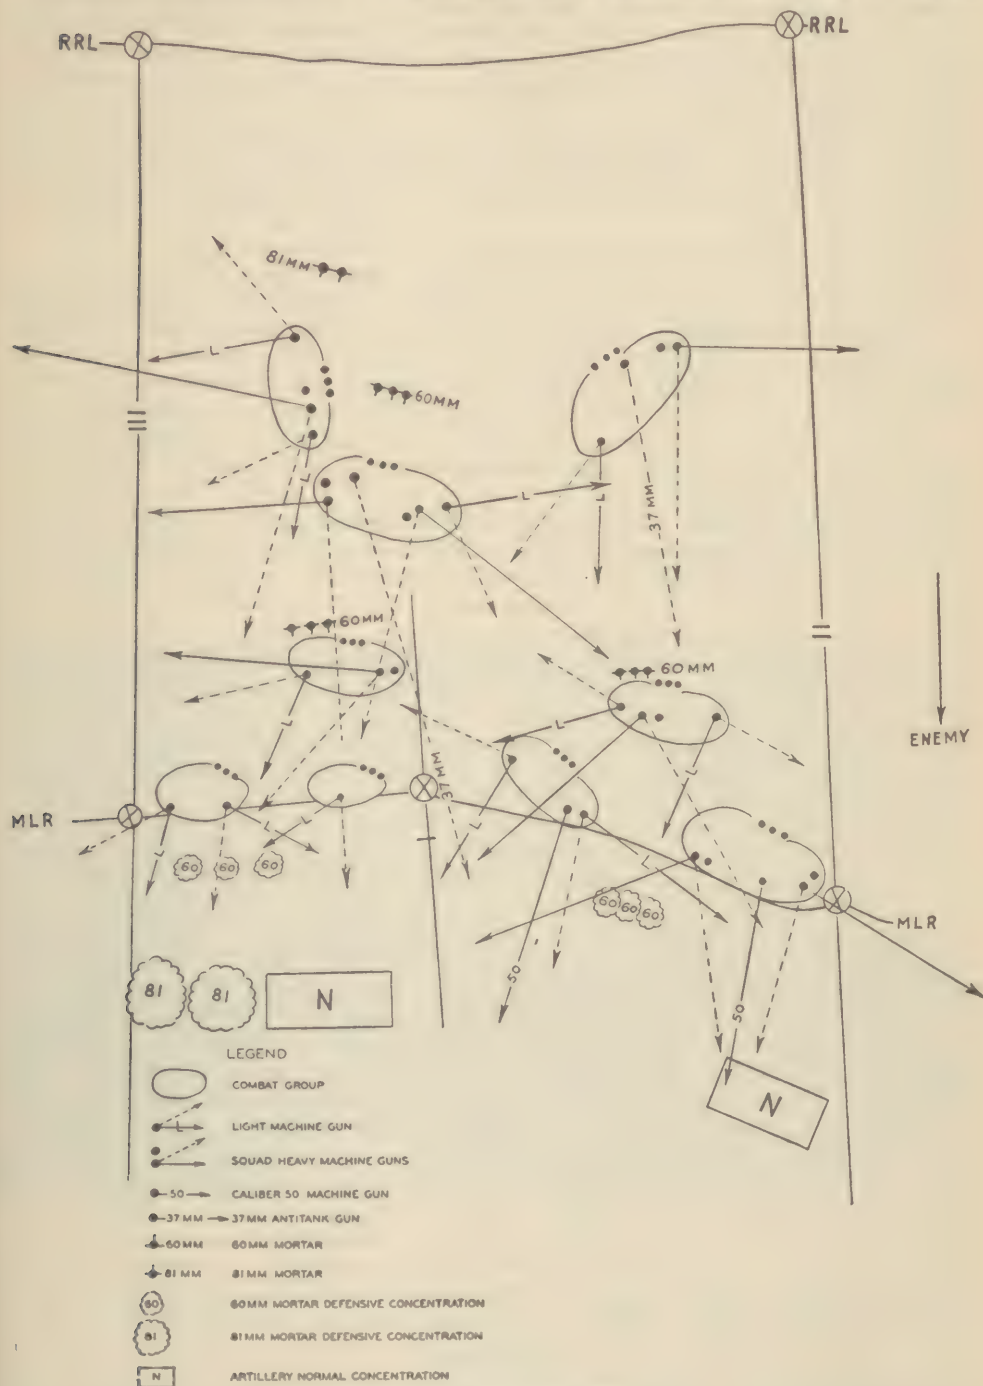 RRL
RRL
81MM
60MM
L
L
L
L
37MM
60MM
60MM
ENEMY
L
L
L
37MM
MLR
L
L
L
L
L
60
60
60
60
60
60
MLR
50
50
81
81
N
N
LEGEND
COMBAT GROUP
L LIGHT MACHINE GUN
SQUAD HEAVY MACHINE GUNS
50 CALIBER 50 MACHINE GUN
37MM 37MM ANTITANK GUN
60MM 60MM MORTAR
81MM 81MM MORTAR
60 60MM MORTAR DEFENSIVE CONCENTRATION
81 81MM MORTAR DEFENSIVE CONCENTRATION
N ARTILLERY NORMAL CONCENTRATION